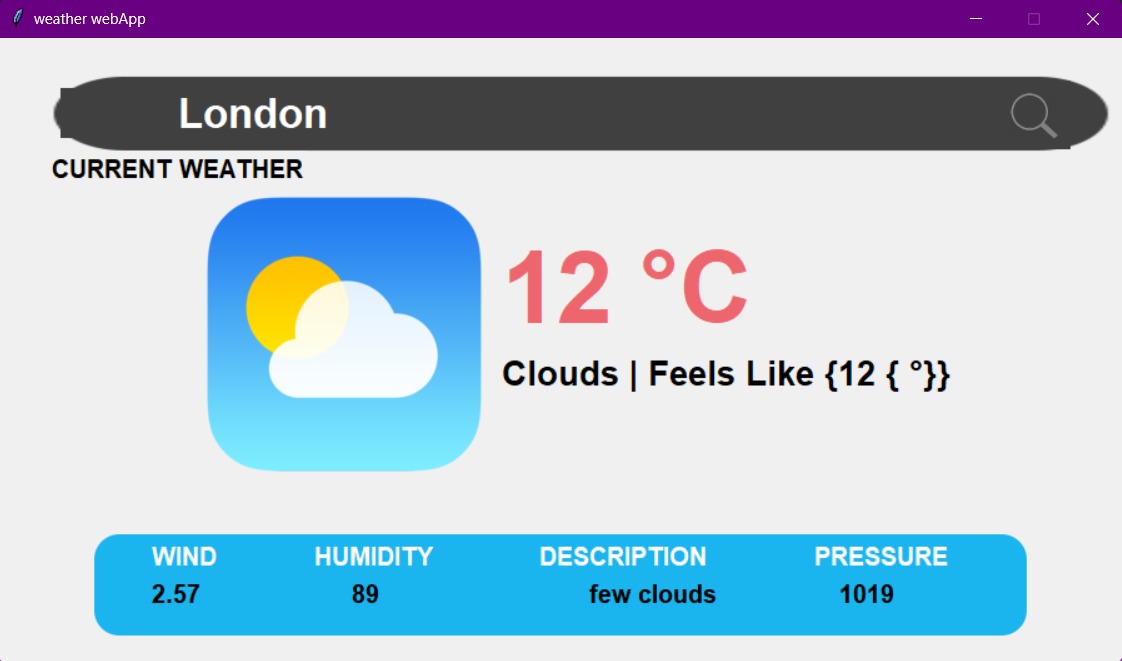 weather webApp
London
CURRENT WEATHER
12 °C
Clouds | Feels Like {12 { °}}
WIND HUMIDITY DESCRIPTION PRESSURE
2.57 89 few clouds 1019